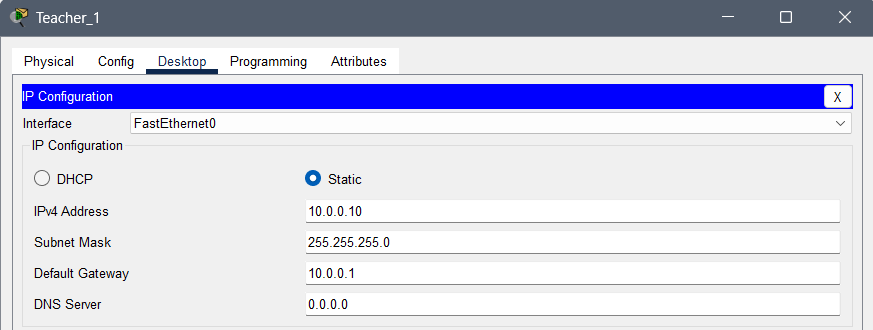 Teacher_1
Physical Config Desktop Programming Attributes
IP Configuration X
Interface FastEthernet0
IP Configuration
DHCP Static
IPv4 Address 10.0.0.10
Subnet Mask 255.255.255.0
Default Gateway 10.0.0.1
DNS Server 0.0.0.0